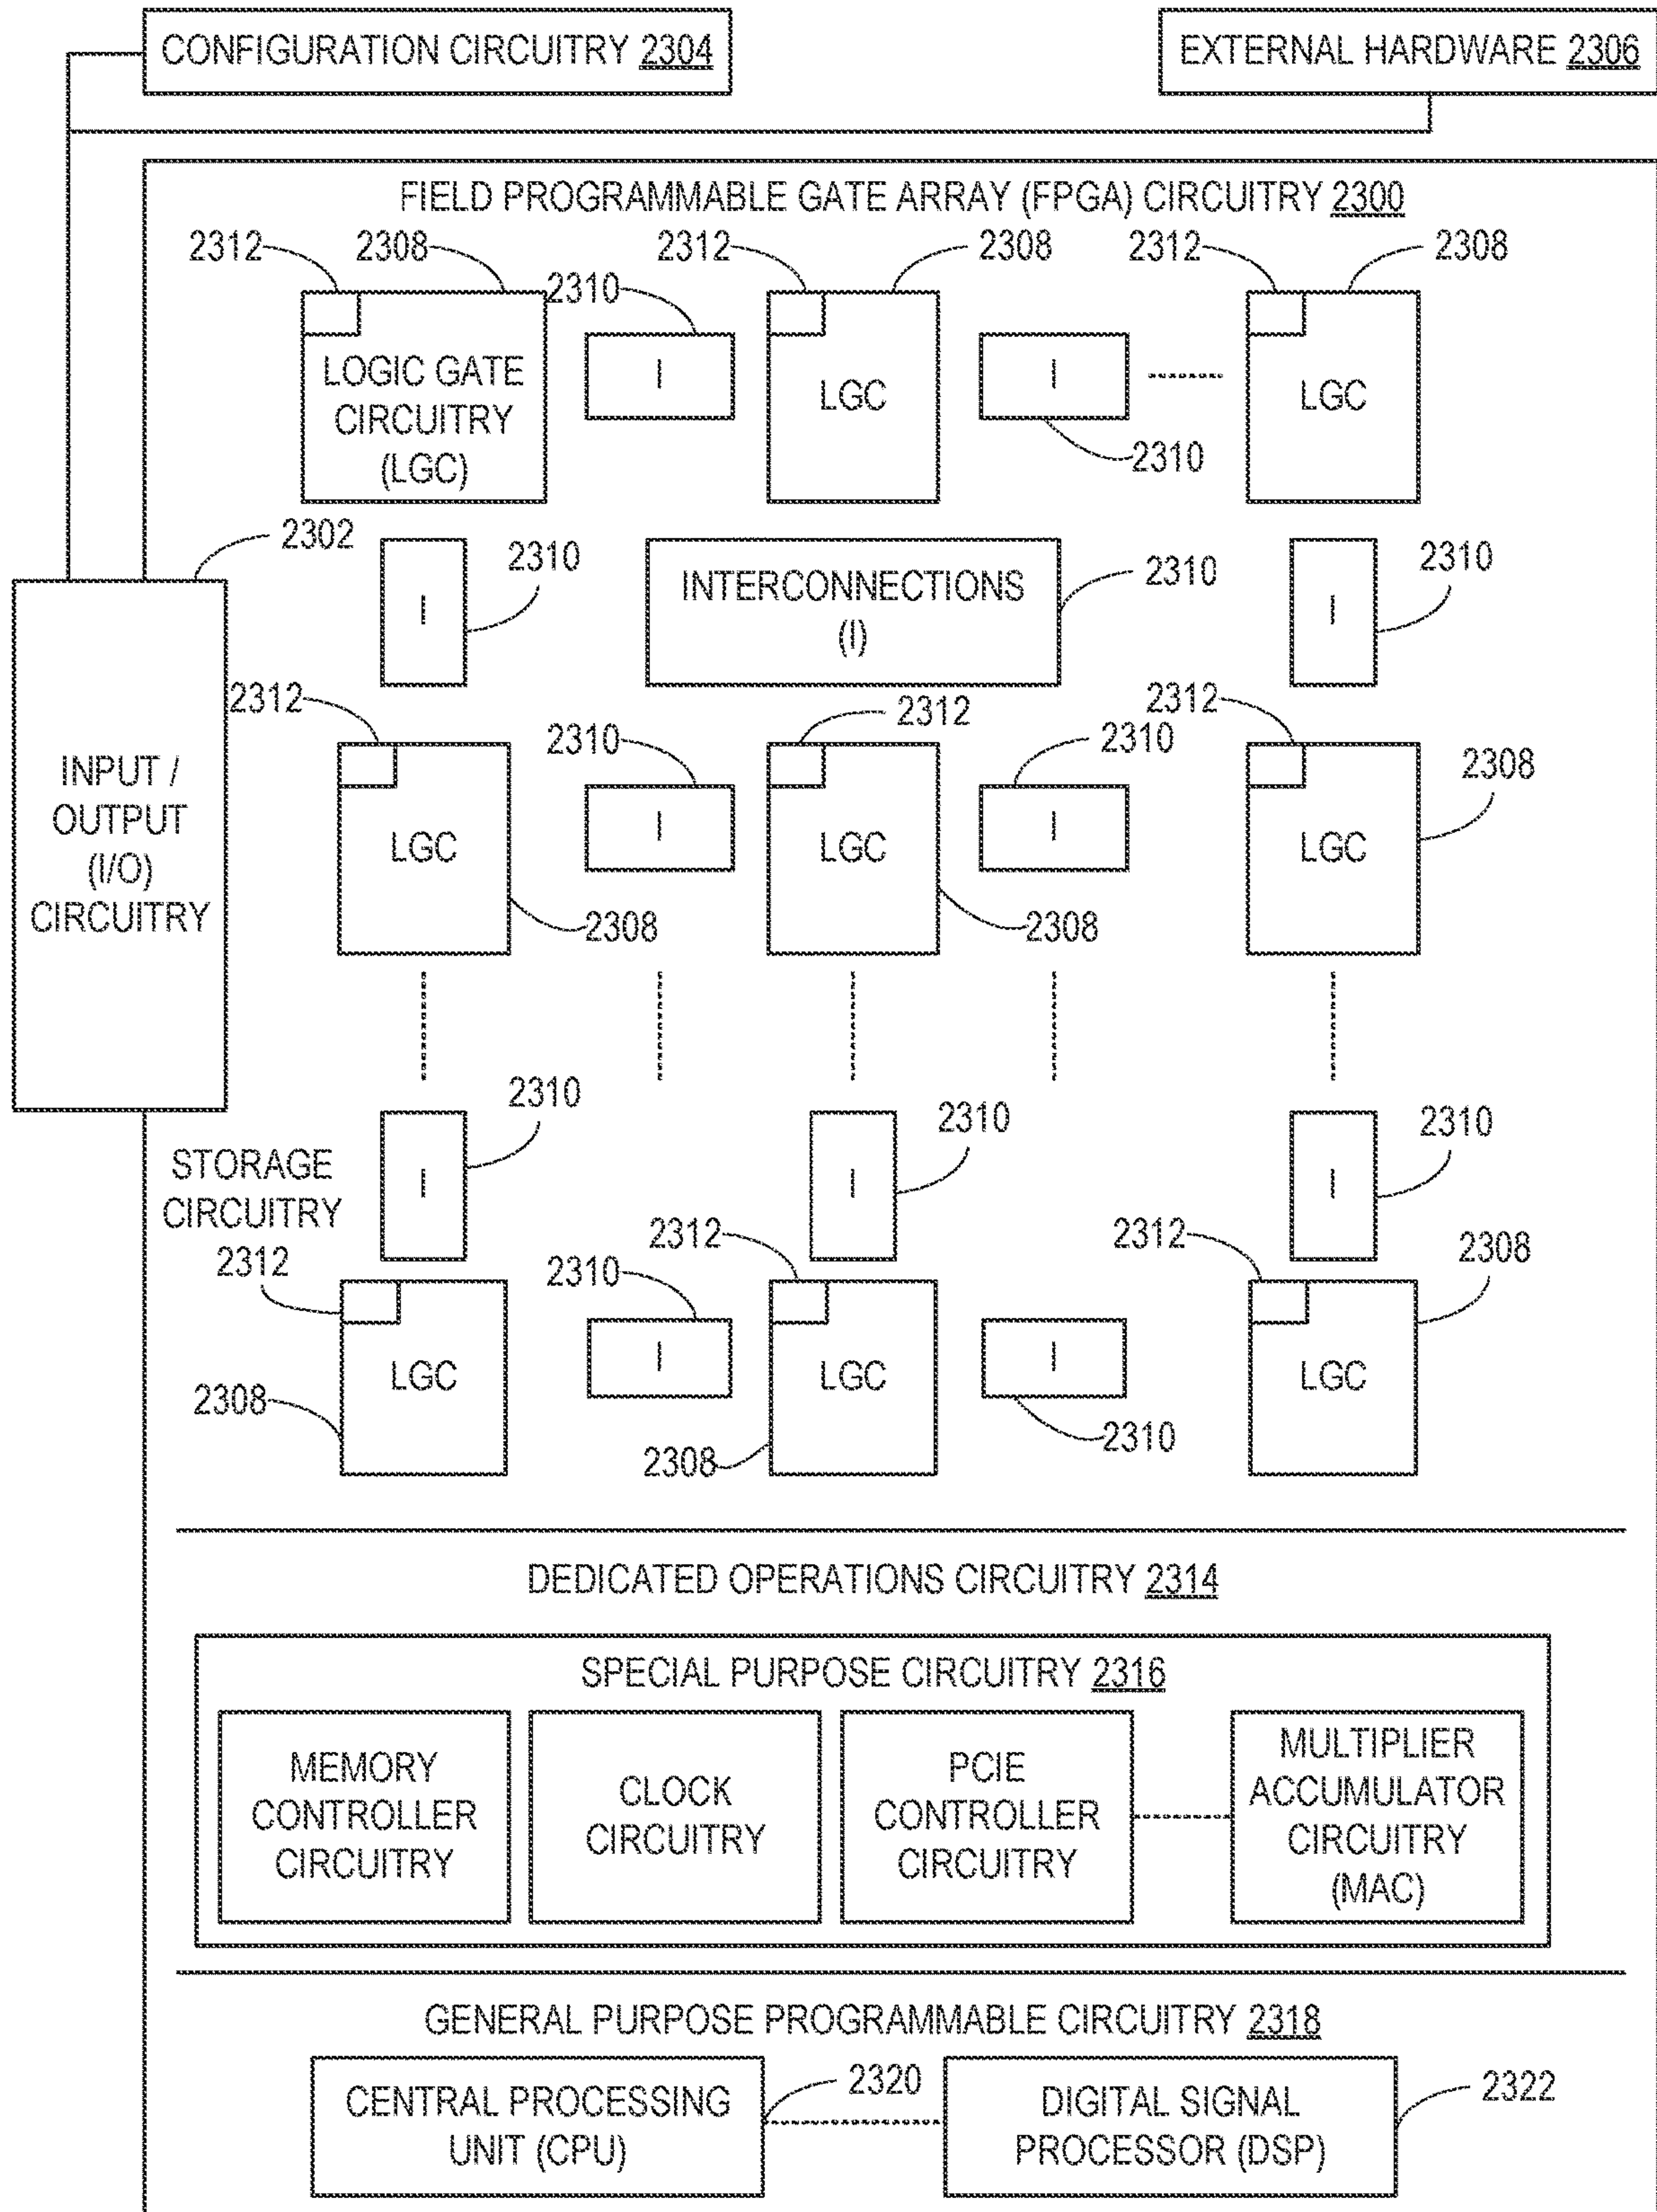 CONFIGURATION CIRCUITRY 2304
EXTERNAL HARDWARE 2306
FIELD PROGRAMMABLE GATE ARRAY (FPGA) CIRCUITRY 2300
2312
2308
2310
2312
2308
2312
2308
LOGIC GATE
CIRCUITRY
(LGC)
I
LGC
I
LGC
2310
2302
2310
I
INTERCONNECTIONS
(I)
2310
I
2310
2312
2310
2312
2310
2312
2308
INPUT /
OUTPUT
(I/O)
CIRCUITRY
LGC
I
LGC
I
LGC
2308
2308
2310
2310
2310
STORAGE
CIRCUITRY
2312
I
I
I
2312
2310
2312
2308
LGC
I
LGC
I
LGC
2308
2308
2310
DEDICATED OPERATIONS CIRCUITRY 2314
SPECIAL PURPOSE CIRCUITRY 2316
MEMORY
CONTROLLER
CIRCUITRY
CLOCK
CIRCUITRY
PCIE
CONTROLLER
CIRCUITRY
MULTIPLIER
ACCUMULATOR
CIRCUITRY
(MAC)
GENERAL PURPOSE PROGRAMMABLE CIRCUITRY 2318
CENTRAL PROCESSING
UNIT (CPU)
2320
DIGITAL SIGNAL
PROCESSOR (DSP)
2322